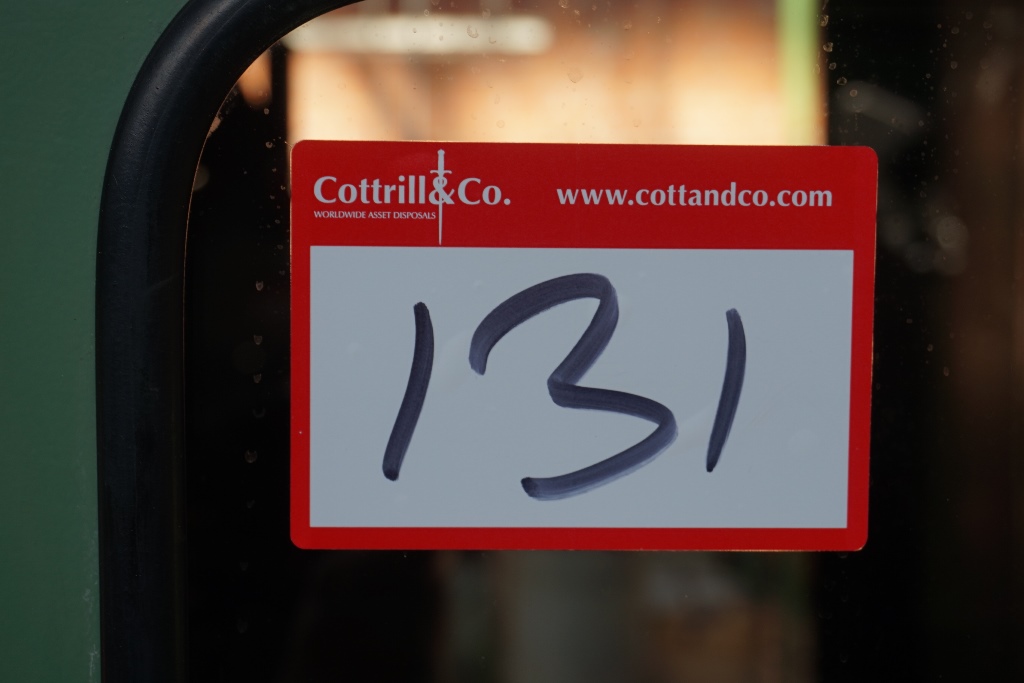 Cottrill&Co. www.cottandco.com
WORLDWIDE ASSET DISPOSALS
131